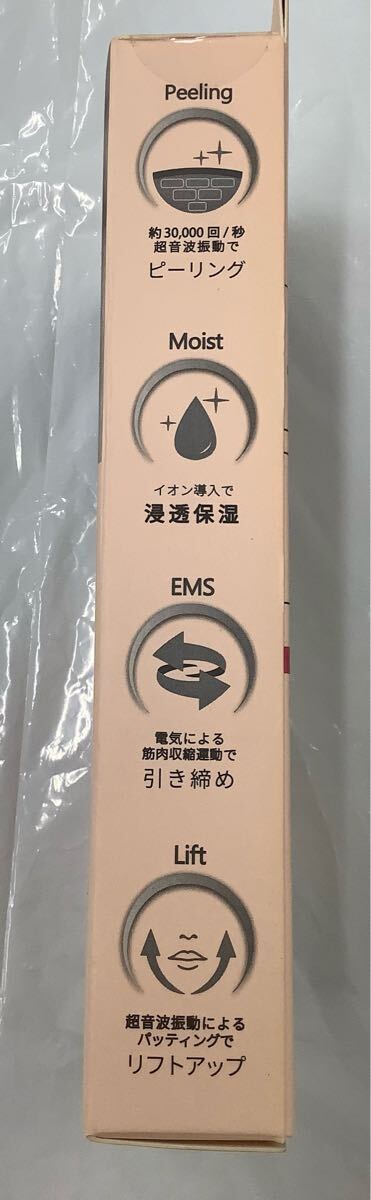 Peeling
約30,000回/秒
超音波振動で
ピーリング
Moist
イオン導入で
浸透保湿
EMS
電気による
筋肉収縮運動で
引き締め
Lift
超音波振動による
パッティングで
リフトアップ